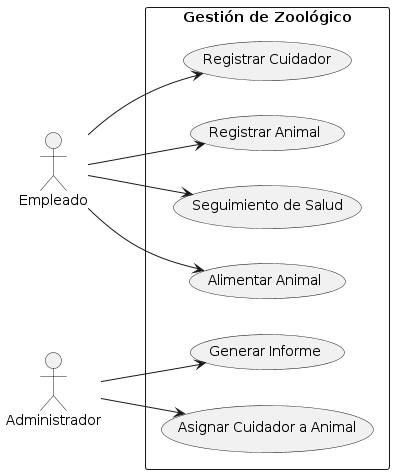 Gestión de Zoológico
Registrar Cuidador
Registrar Animal
Empleado
Seguimiento de Salud
Alimentar Animal
Generar Informe
Administrador
Asignar Cuidador a Animal